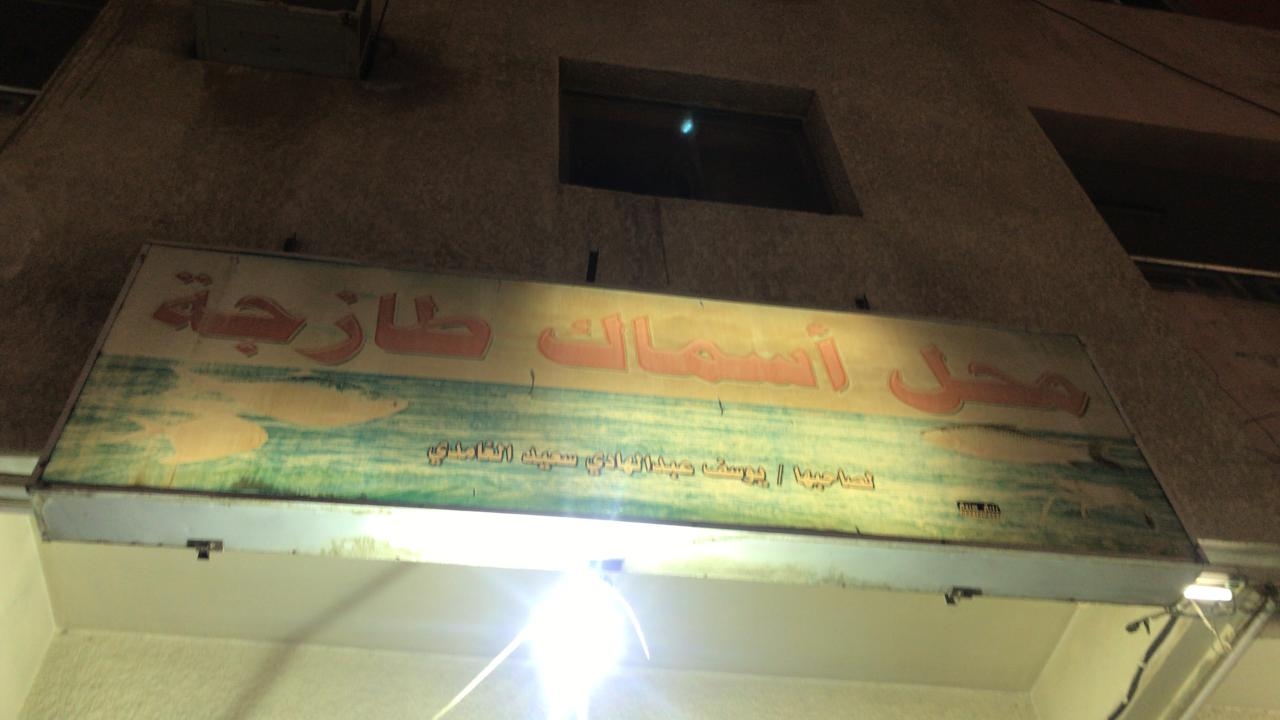 محل أسماك طازجة
لصاحبها / يوسف عبدالهادي سعيد الغامدي